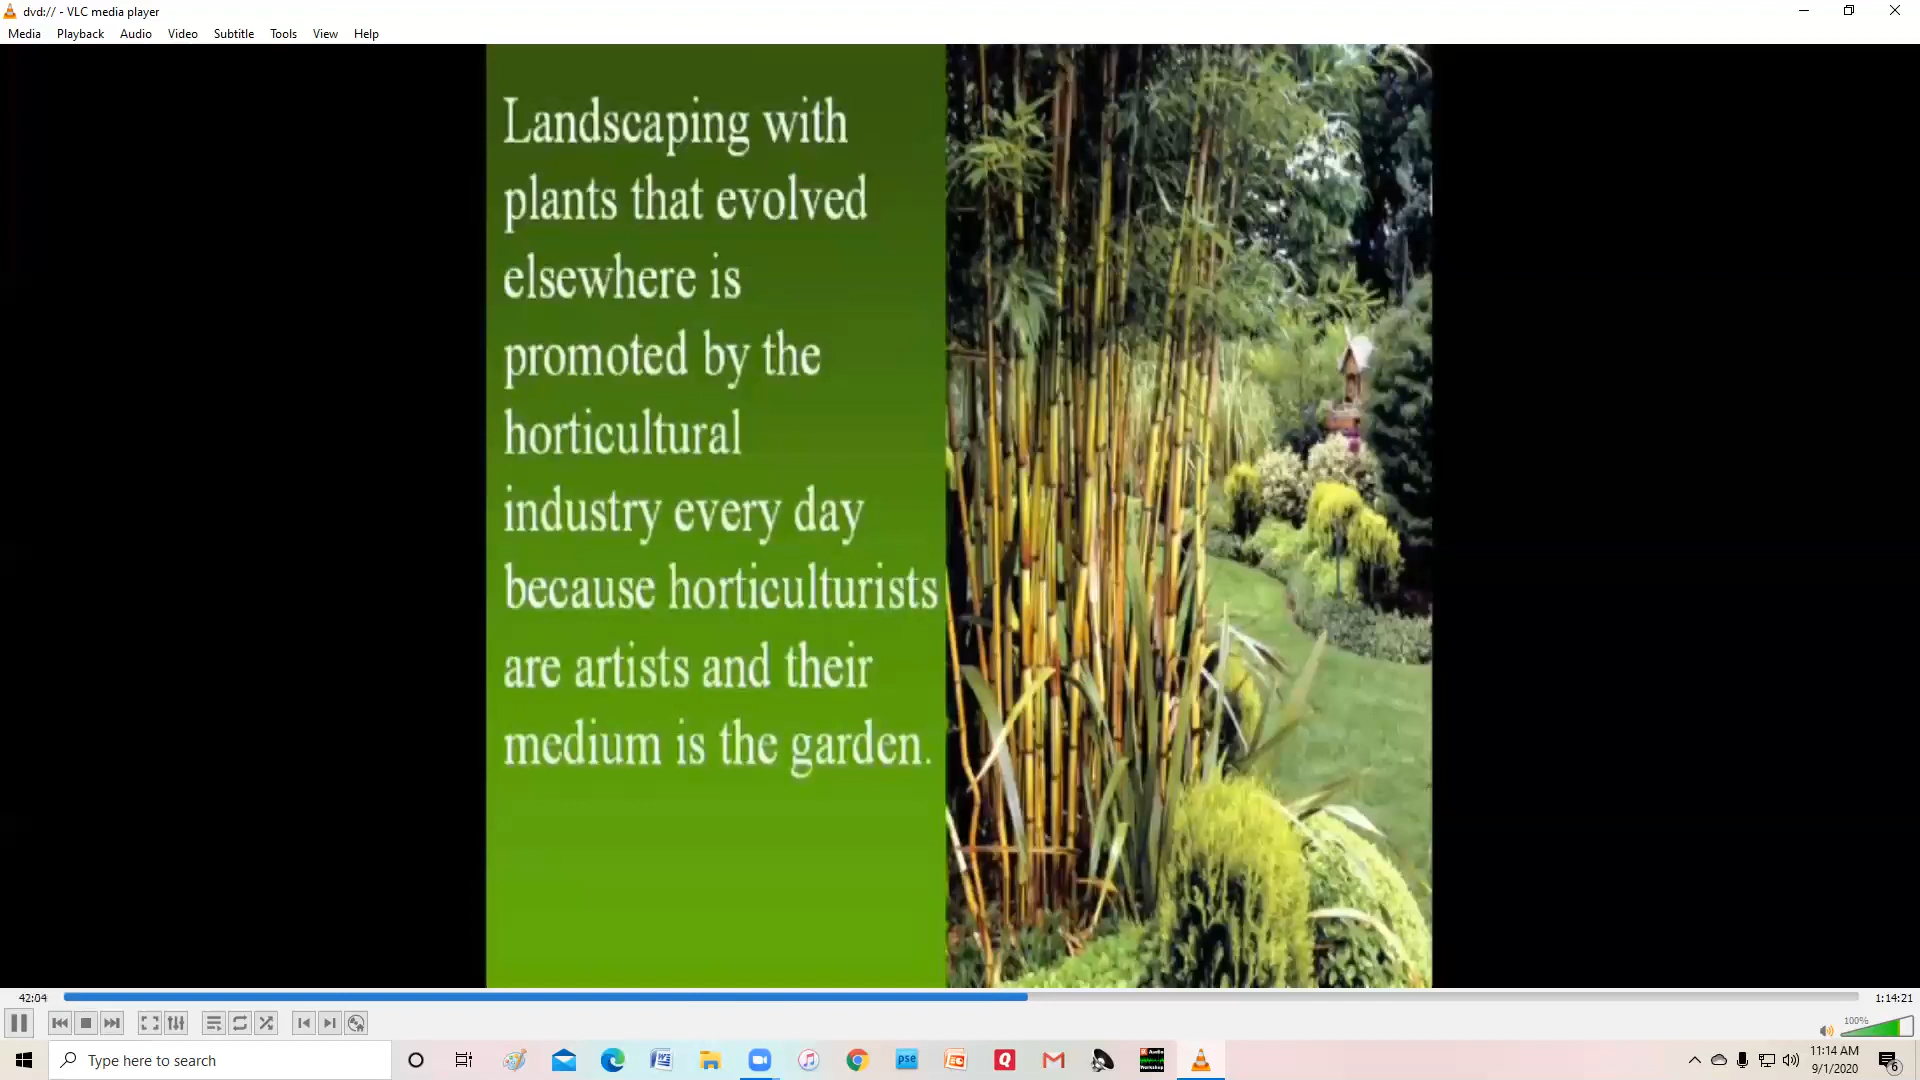 dvd:// - VLC media player
Media Playback Audio Video Subtitle Tools View Help
Landscaping with
plants that evolved
elsewhere is
promoted by the
horticultural
industry every day
because horticulturists
are artists and their
medium is the garden.
42:04
1:14:21
100%
Type here to search
pse
11:14 AM
9/1/2020
6